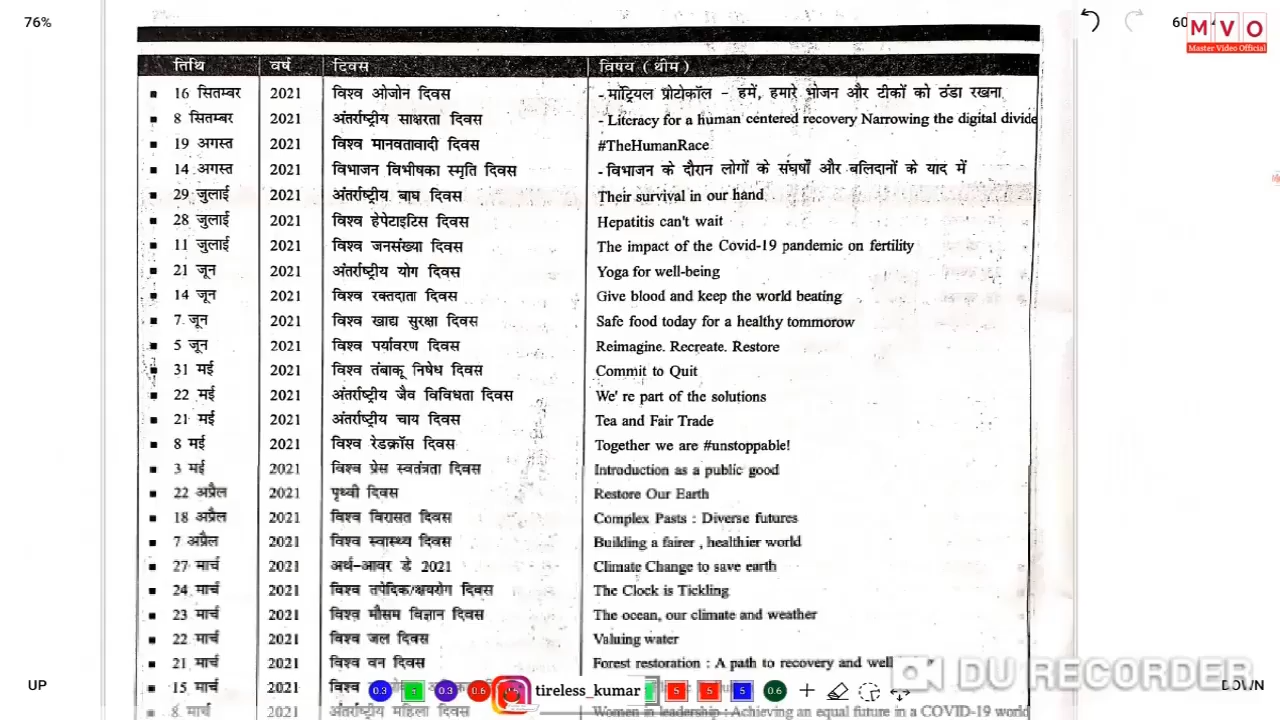 76%
60
MVO
Master Video Official
तिथि वर्ष दिवस विषय (थीम)
▪ 16 सितम्बर 2021 विश्व ओजोन दिवस - मॉट्रियल प्रोटोकॉल - हमें, हमारे भोजन और टीकों को ठंडा रखना
▪ 8 सितम्बर 2021 अंतर्राष्ट्रीय साक्षरता दिवस - Literacy for a human centered recovery Narrowing the digital divide
▪ 19 अगस्त 2021 विश्व मानवतावादी दिवस #TheHumanRace
▪ 14 अगस्त 2021 विभाजन विभीषका स्मृति दिवस - विभाजन के दौरान लोगों के संघर्षों और बलिदानों के याद में
▪ 29 जुलाई 2021 अंतर्राष्ट्रीय बाघ दिवस Their survival in our hand
▪ 28 जुलाई 2021 विश्व हेपेटाइटिस दिवस Hepatitis can't wait
▪ 11 जुलाई 2021 विश्व जनसंख्या दिवस The impact of the Covid-19 pandemic on fertility
▪ 21 जून 2021 अंतर्राष्ट्रीय योग दिवस Yoga for well-being
▪ 14 जून 2021 विश्व रक्तदाता दिवस Give blood and keep the world beating
▪ 7 जून 2021 विश्व खाद्य सुरक्षा दिवस Safe food today for a healthy tommorow
▪ 5 जून 2021 विश्व पर्यावरण दिवस Reimagine. Recreate. Restore
▪ 31 मई 2021 विश्व तंबाकू निषेध दिवस Commit to Quit
▪ 22 मई 2021 अंतर्राष्ट्रीय जैव विविधता दिवस We' re part of the solutions
▪ 21 मई 2021 अंतर्राष्ट्रीय चाय दिवस Tea and Fair Trade
▪ 8 मई 2021 विश्व रेडक्रॉस दिवस Together we are #unstoppable!
▪ 3 मई 2021 विश्व प्रेस स्वतंत्रता दिवस Introduction as a public good
▪ 22 अप्रैल 2021 पृथ्वी दिवस Restore Our Earth
▪ 18 अप्रैल 2021 विश्व विरासत दिवस Complex Pasts : Diverse futures
▪ 7 अप्रैल 2021 विश्व स्वास्थ्य दिवस Building a fairer , healthier world
▪ 27 मार्च 2021 अर्थ-आवर डे 2021 Climate Change to save earth
▪ 24 मार्च 2021 विश्व तपेदिक/क्षयरोग दिवस The Clock is Tickling
▪ 23 मार्च 2021 विश्व मौसम विज्ञान दिवस The ocean, our climate and weather
▪ 22 मार्च 2021 विश्व जल दिवस Valuing water
▪ 21 मार्च 2021 विश्व वन दिवस Forest restoration : A path to recovery and well
▪ 15 मार्च 2021 विश्व
▪ 8 मार्च 2021 अंतर्राष्ट्रीय महिला दिवस Women in leadership : Achieving an equal future in a COVID-19 world
UP
0.3 0.3 0.6 tireless_kumar 5 5 5 0.6
DU RECORDER
DOWN